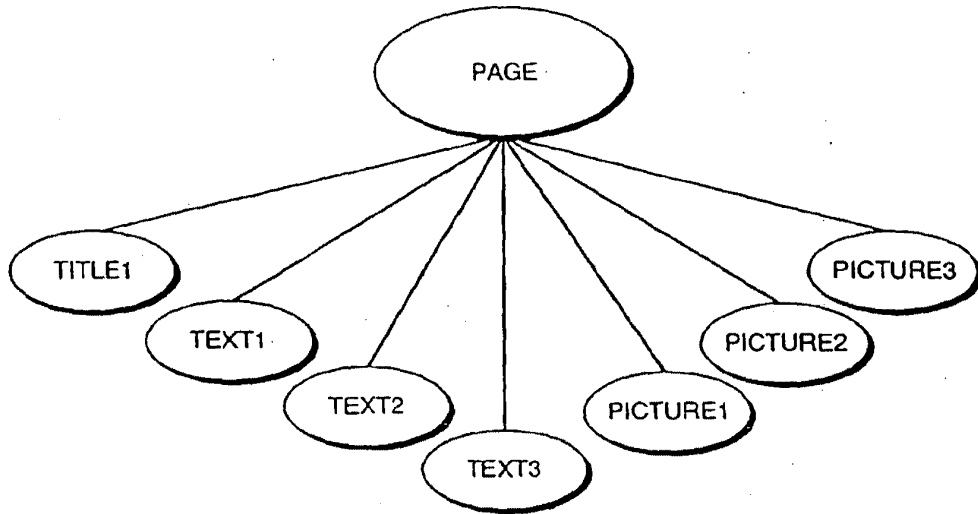 PAGE
TITLE1
TEXT1
TEXT2
TEXT3
PICTURE1
PICTURE2
PICTURE3